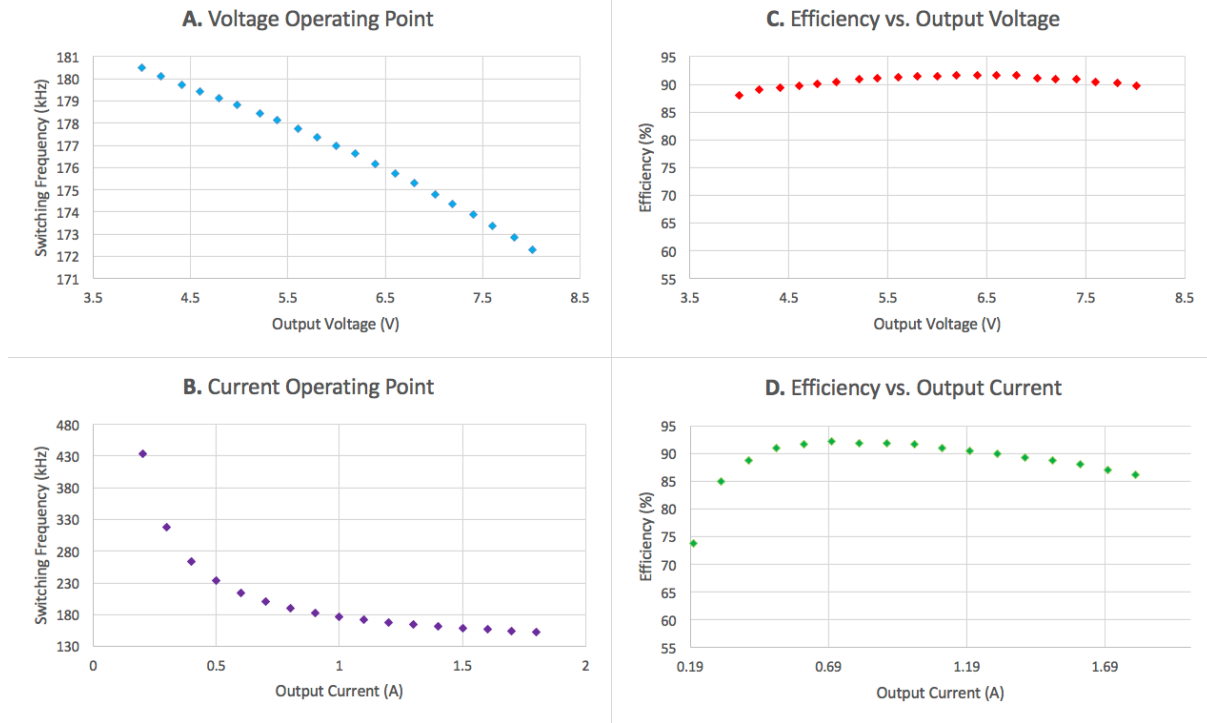 A. Voltage Operating Point
Switching Frequency (kHz)
181
180
179
178
177
176
175
174
173
172
171
3.5 4.5 5.5 6.5 7.5 8.5
Output Voltage (V)
C. Efficiency vs. Output Voltage
Efficiency (%)
95
90
85
80
75
70
65
60
55
3.5 4.5 5.5 6.5 7.5 8.5
Output Voltage (V)
B. Current Operating Point
Switching Frequency (kHz)
480
430
380
330
280
230
180
130
0 0.5 1 1.5 2
Output Current (A)
D. Efficiency vs. Output Current
Efficiency (%)
95
90
85
80
75
70
65
60
55
0.19 0.69 1.19 1.69
Output Current (A)